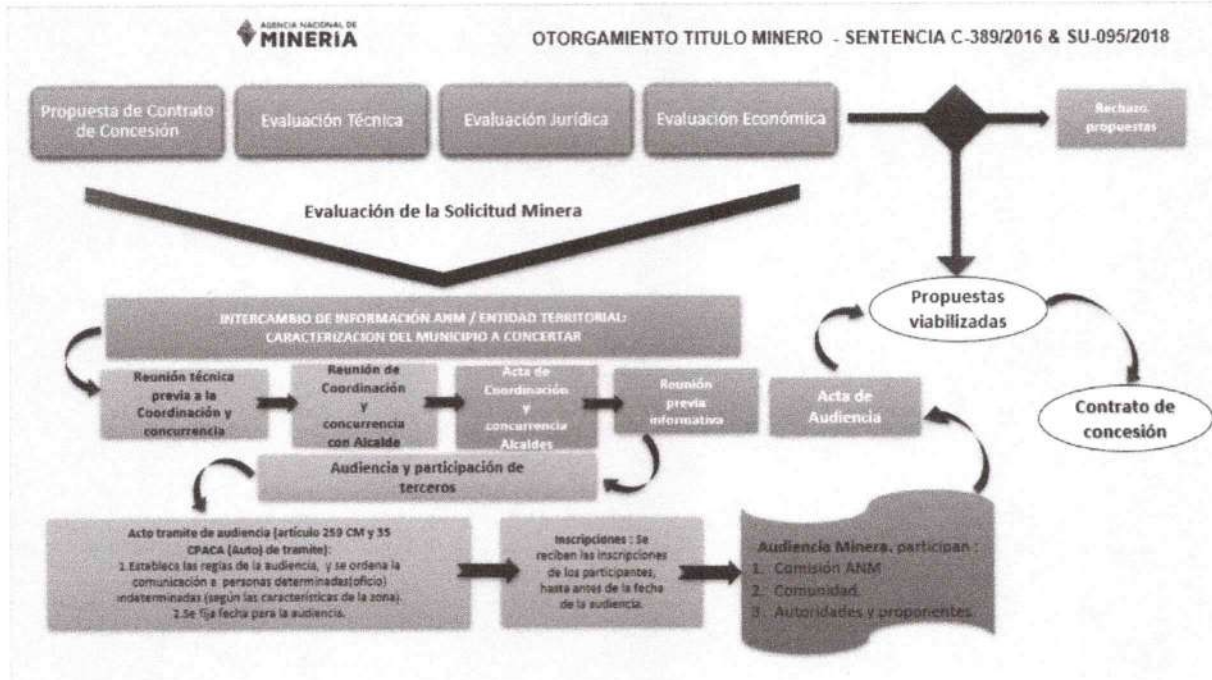 AGENCIA NACIONAL DE
MINERÍA
OTORGAMIENTO TITULO MINERO - SENTENCIA C-389/2016 & SU-095/2018
Propuesta de Contrato
de Concesión
Evaluación Técnica
Evaluación Jurídica
Evaluación Económica
Rechazo
propuestas
Evaluación de la Solicitud Minera
Propuestas
viabilizadas
INTERCAMBIO DE INFORMACIÓN ANM / ENTIDAD TERRITORIAL:
CARACTERIZACION DEL MUNICIPIO A CONCERTAR
Reunión técnica
previa a la
Coordinación y
concurrencia
Reunión de
Coordinación
y
concurrencia
con Alcalde
Acta de
Coordinación
y
concurrencia
Alcaldes
Reunión
previa
informativa
Acta de
Audiencia
Contrato de
concesión
Audiencia y participación de
terceros
Acto tramite de audiencia (artículo 259 CM y 35
CPACA (Auto) de tramite):
1.Establece las reglas de la audiencia, y se ordena la
comunicación a personas determinadas(oficio)
indeterminadas (según las características de la zona).
2.Se fija fecha para la audiencia.
Inscripciones : Se
reciben las inscripciones
de los participantes,
hasta antes de la fecha
de la audiencia.
Audiencia Minera, participan :
1. Comisión ANM
2. Comunidad.
3. Autoridades y proponentes.